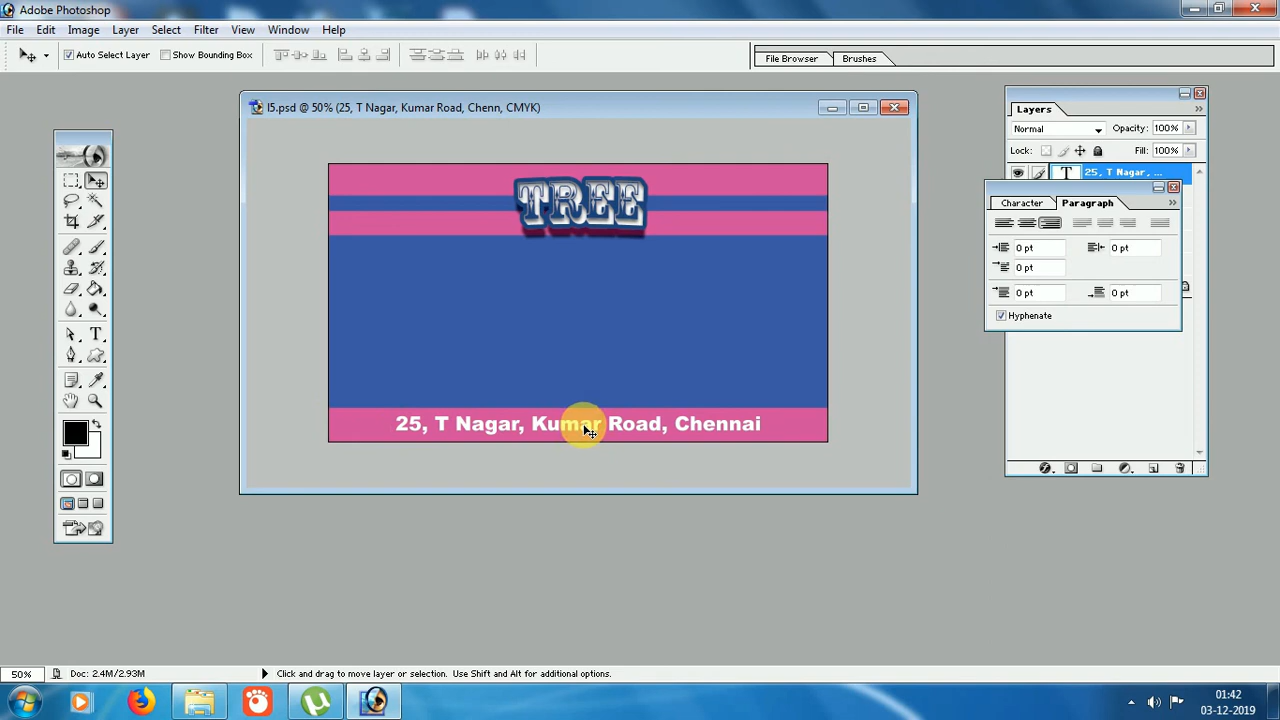 Adobe Photoshop
File Edit Image Layer Select Filter View Window Help
Auto Select Layer Show Bounding Box File Browser Brushes
l5.psd @ 50% (25, T Nagar, Kumar Road, Chenn, CMYK)
Layers
Normal Opacity: 100%
Lock: Fill: 100%
T 25, T Nagar, ...
Character Paragraph
0 pt 0 pt
0 pt
0 pt 0 pt
Hyphenate
TREE
25, T Nagar, Kumar Road, Chennai
T
50% Doc: 2.4M/2.93M Click and drag to move layer or selection. Use Shift and Alt for additional options.
01:42
03-12-2019